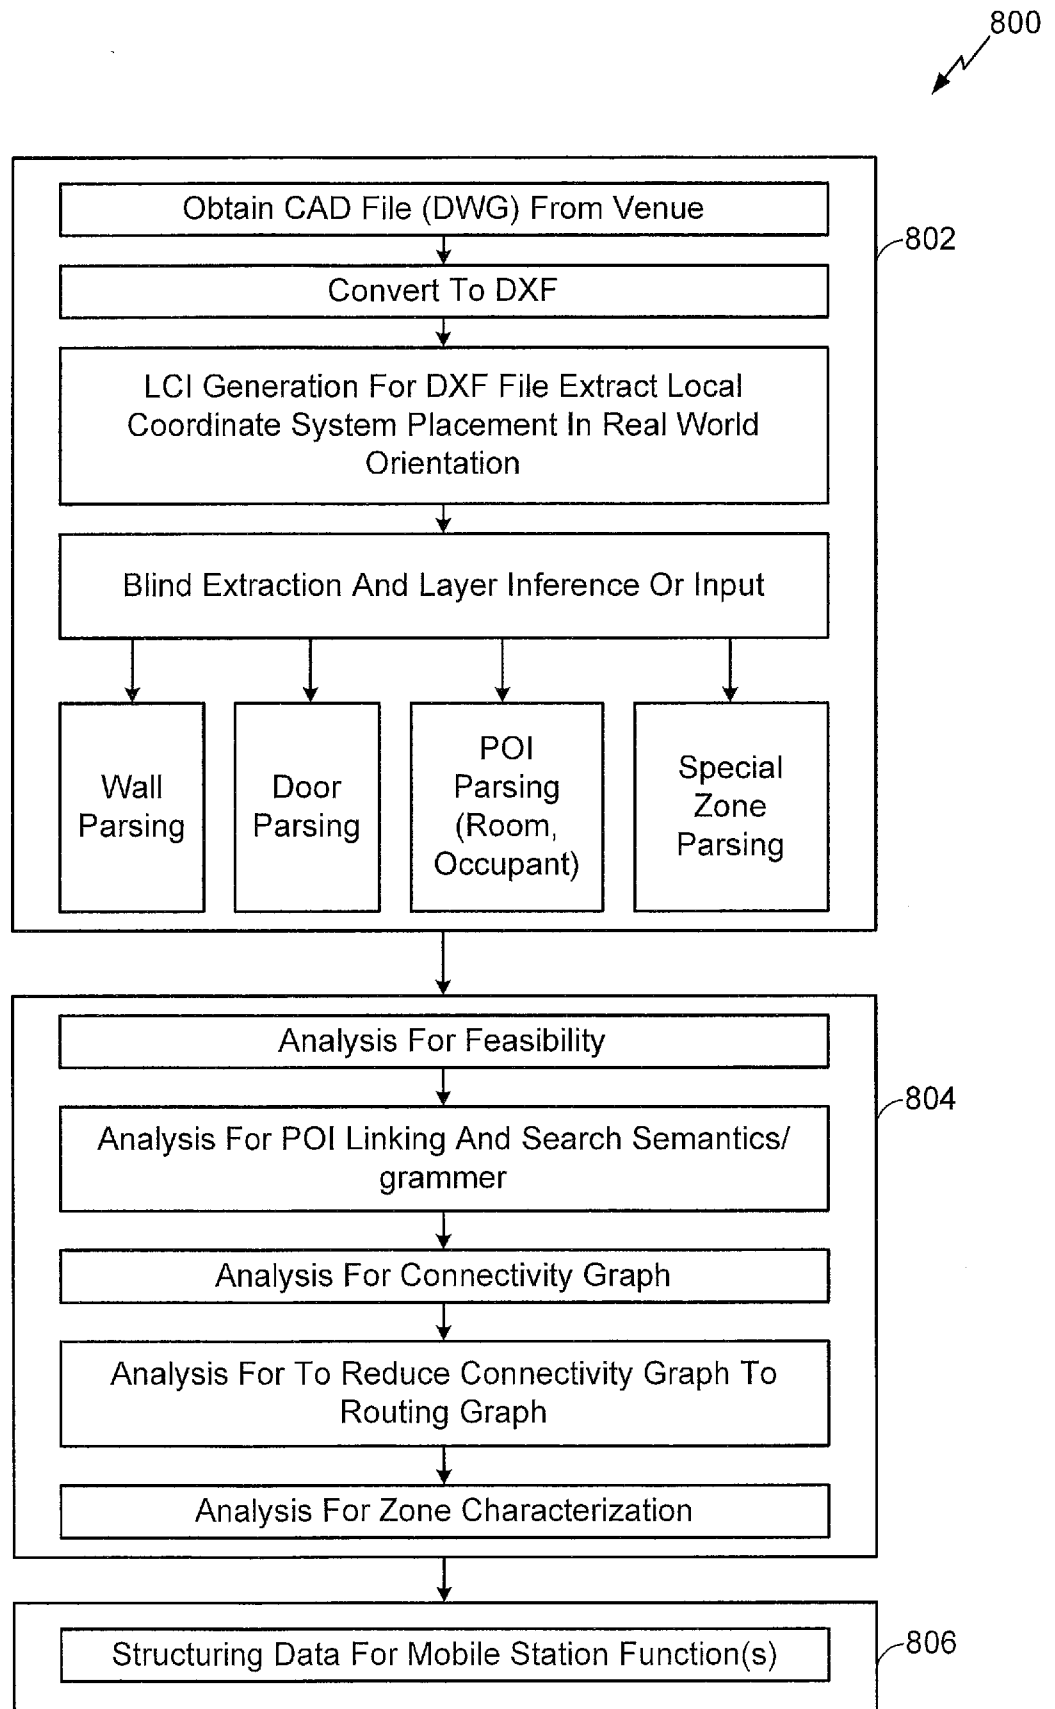 800
Obtain CAD File (DWG) From Venue
802
Convert To DXF
LCI Generation For DXF File Extract Local
Coordinate System Placement In Real World
Orientation
Blind Extraction And Layer Inference Or Input
Wall
Parsing
Door
Parsing
POI
Parsing
(Room,
Occupant)
Special
Zone
Parsing
Analysis For Feasibility
804
Analysis For POI Linking And Search Semantics/
grammer
Analysis For Connectivity Graph
Analysis For To Reduce Connectivity Graph To
Routing Graph
Analysis For Zone Characterization
806
Structuring Data For Mobile Station Function(s)